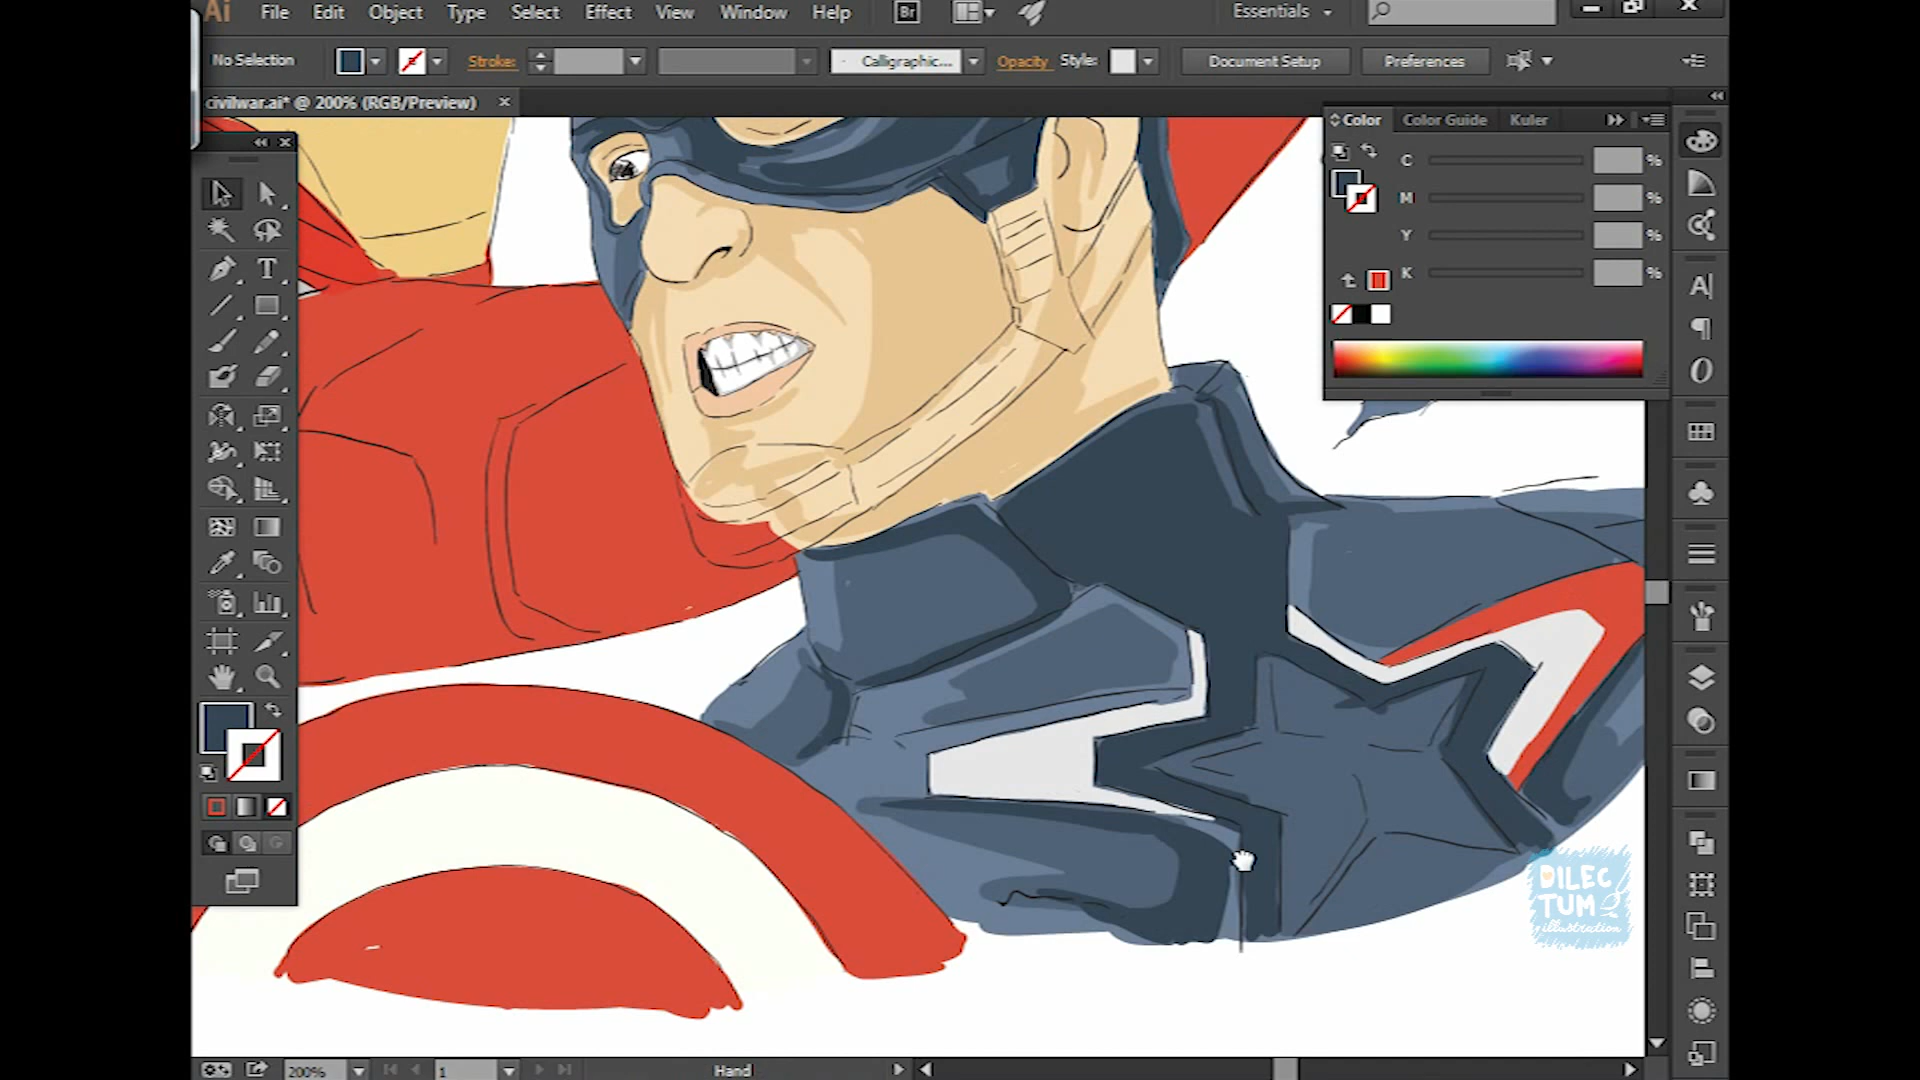 Ai File Edit Object Type Select Effect View Window Help Br Essentials
No Selection Stroke: Calligraphic... Opacity Style: Document Setup Preferences
civilwar.ai* @ 200% (RGB/Preview) ×
Color Color Guide Kuler
C %
M %
Y %
K %
DILEC
TUM
illustration
200% 1 Hand